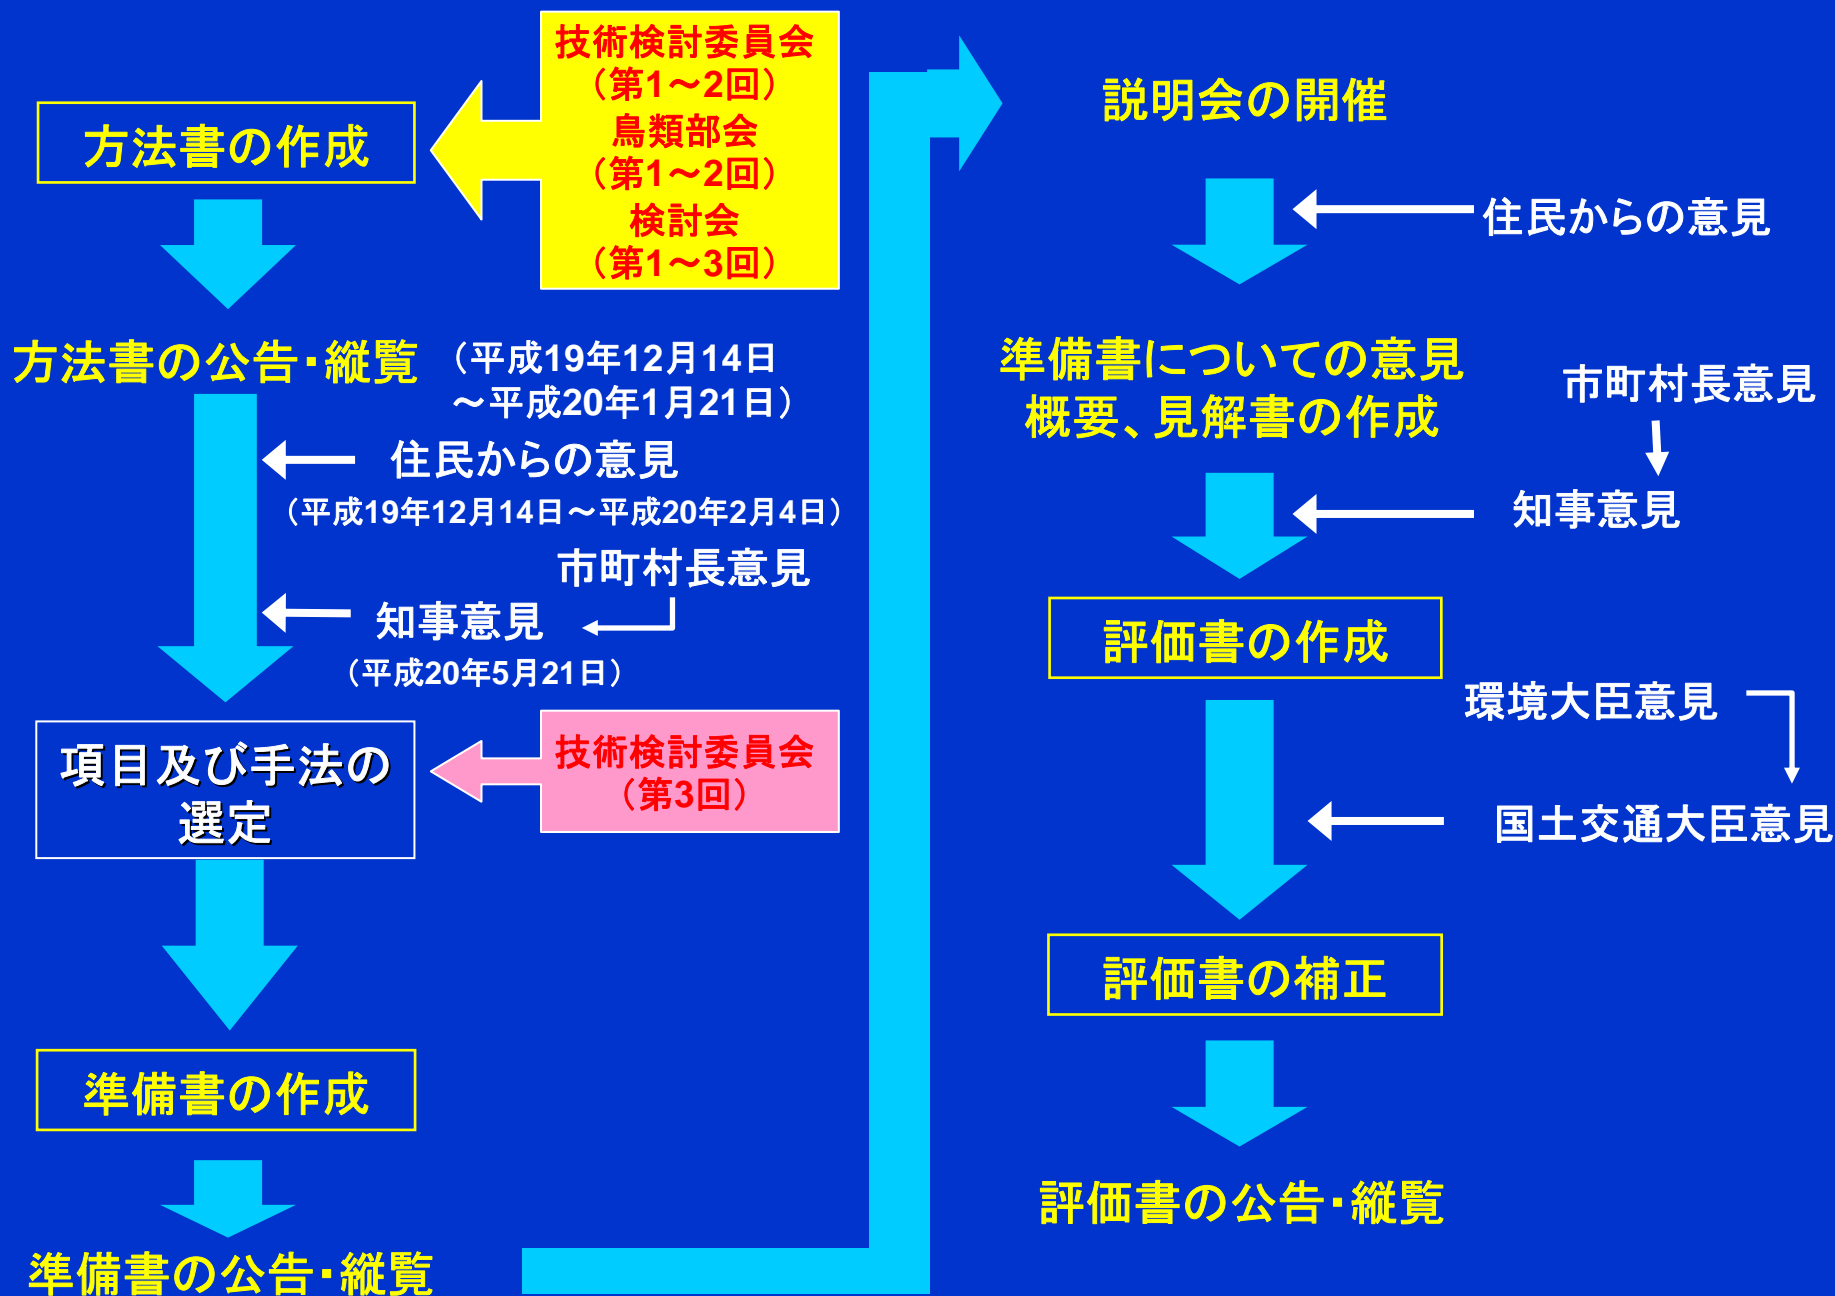 技術検討委員会
（第1～2回）
鳥類部会
（第1～2回）
検討会
（第1～3回）
方法書の作成
方法書の公告・縦覧
（平成19年12月14日
～平成20年1月21日）
住民からの意見
（平成19年12月14日～平成20年2月4日）
市町村長意見
知事意見
（平成20年5月21日）
項目及び手法の
選定
技術検討委員会
（第3回）
準備書の作成
準備書の公告・縦覧
説明会の開催
住民からの意見
準備書についての意見
概要、見解書の作成
市町村長意見
知事意見
評価書の作成
環境大臣意見
国土交通大臣意見
評価書の補正
評価書の公告・縦覧